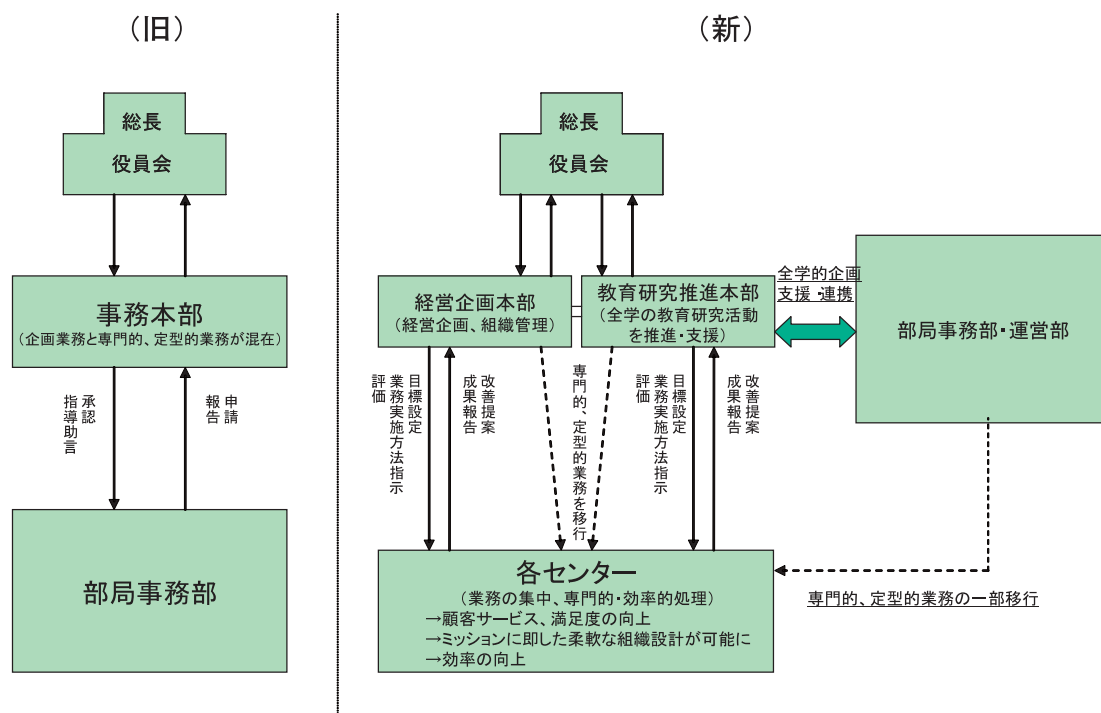 （旧）
総長
役員会
事務本部
（企画業務と専門的、定型的業務が混在）
承認
指導助言
申請
報告
部局事務部
（新）
総長
役員会
経営企画本部
（経営企画、組織管理）
教育研究推進本部
（全学の教育研究活動
を推進・支援）
全学的企画
支援・連携
部局事務部・運営部
目標設定
業務実施方法指示
評価
改善提案
成果報告
専門的、定型的業務を移行
目標設定
業務実施方法指示
評価
改善提案
成果報告
各センター
（業務の集中、専門的・効率的処理）
→顧客サービス、満足度の向上
→ミッションに即した柔軟な組織設計が可能に
→効率の向上
専門的、定型的業務の一部移行